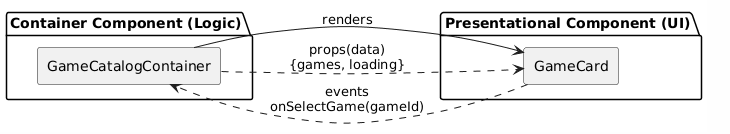 Container Component (Logic)
Presentational Component (UI)
renders
GameCatalogContainer
props(data)
{games, loading}
GameCard
events
onSelectGame(gameId)